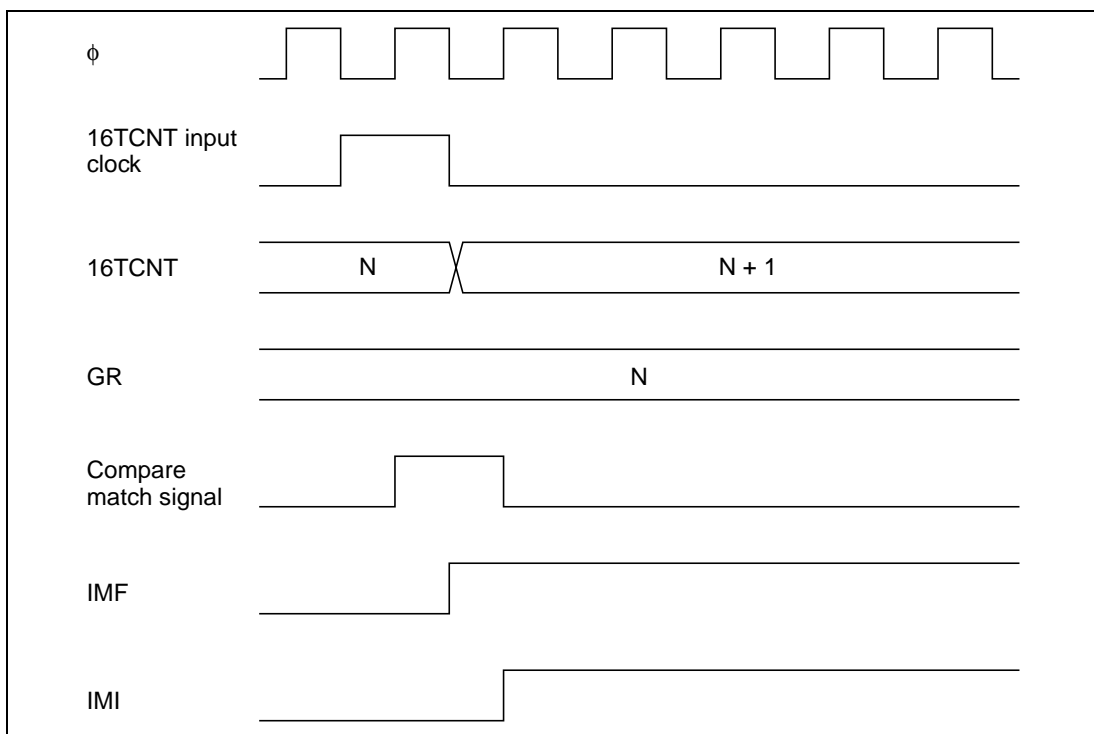 ϕ
16TCNT input
clock
16TCNT
N
N + 1
GR
N
Compare
match signal
IMF
IMI